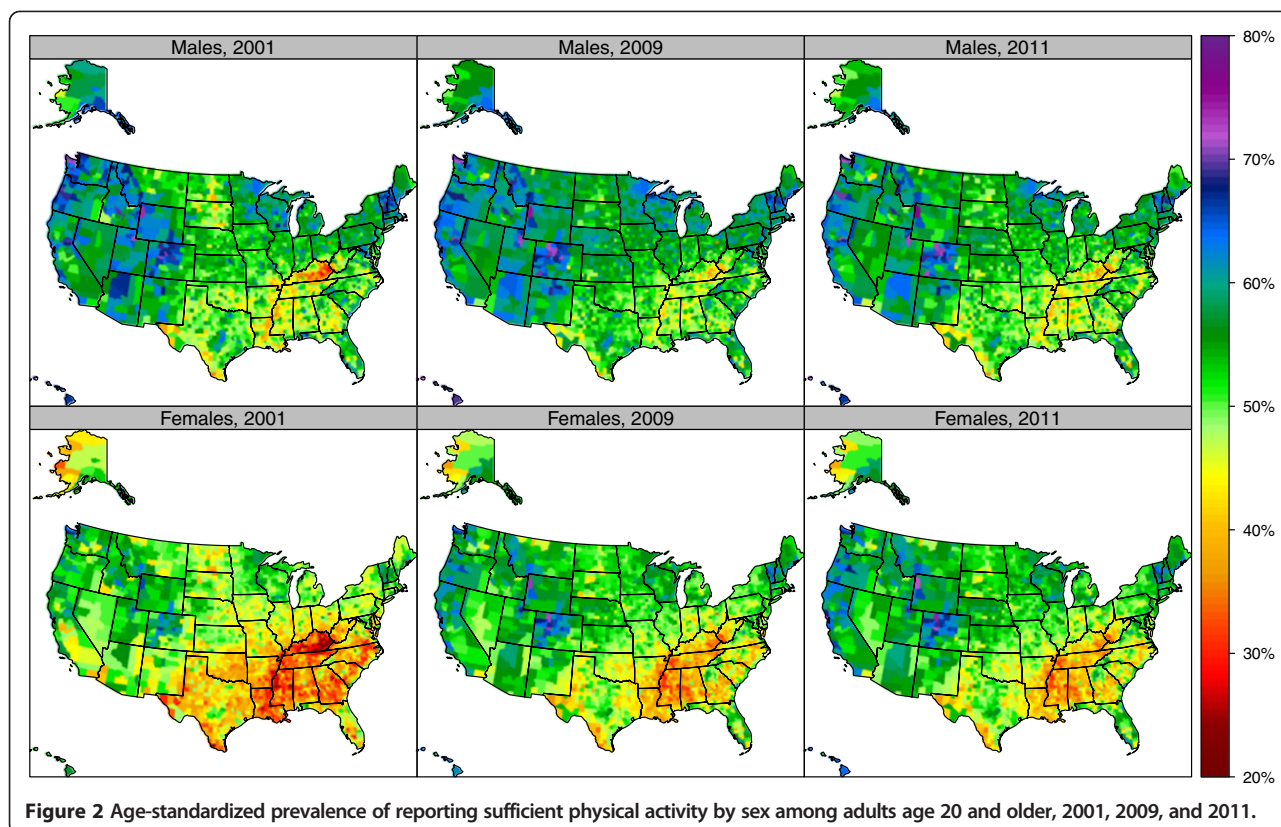 Males, 2001
Males, 2009
Males, 2011
80%
70%
60%
50%
40%
30%
20%
Females, 2001
Females, 2009
Females, 2011
Figure 2 Age-standardized prevalence of reporting sufficient physical activity by sex among adults age 20 and older, 2001, 2009, and 2011.